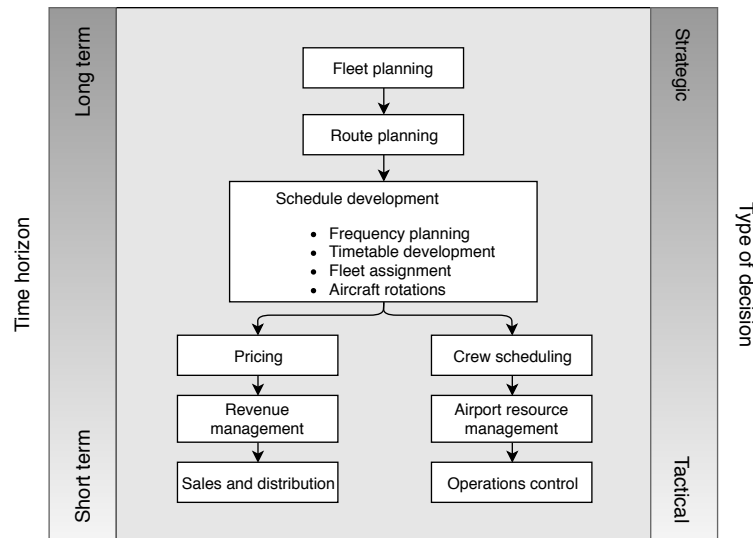 Time horizon
Long term
Short term
Fleet planning
Route planning
Schedule development
• Frequency planning
• Timetable development
• Fleet assignment
• Aircraft rotations
Pricing
Crew scheduling
Revenue
management
Airport resource
management
Sales and distribution
Operations control
Strategic
Tactical
Type of decision